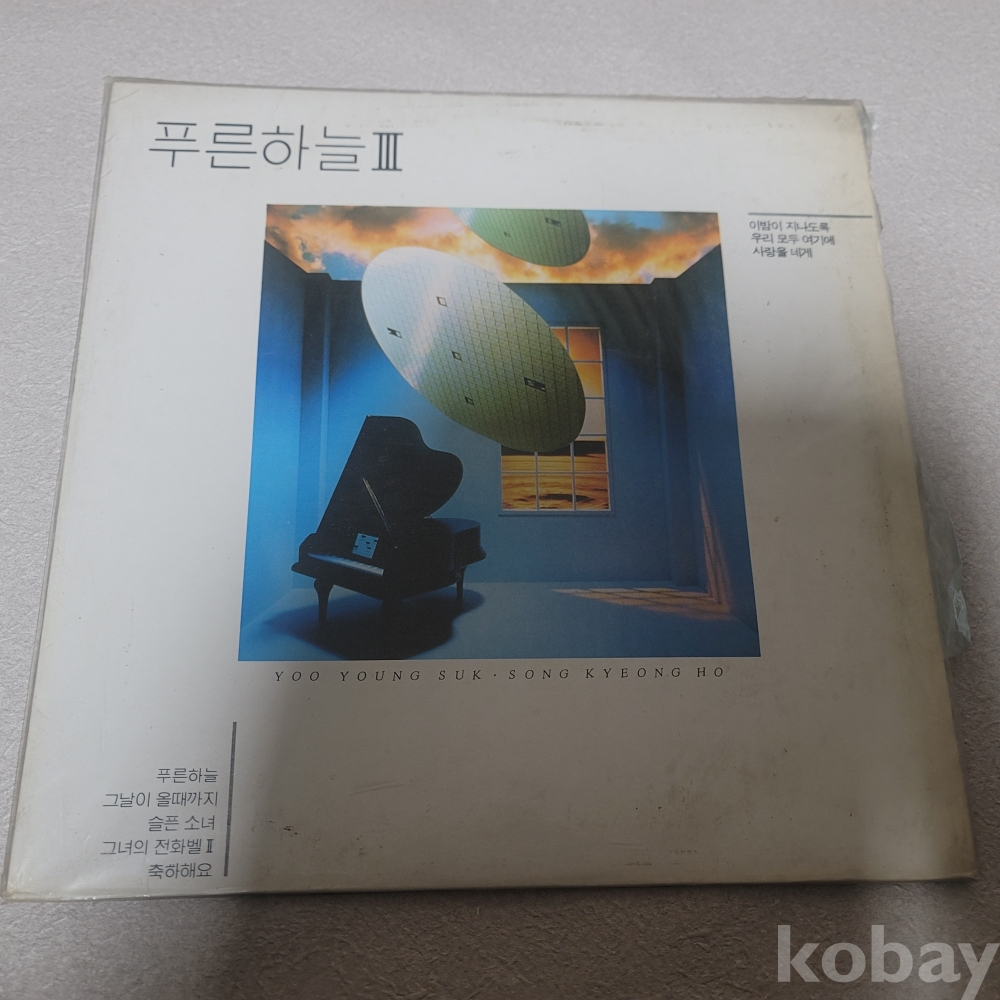 푸른하늘 Ⅲ
이밤이 지나도록
우리 모두 여기에
사랑을 네게
YOO YOUNG SUK · SONG KYEONG HO
푸른하늘
그날이 올때까지
슬픈 소녀
그녀의 전화벨 Ⅱ
축하해요
kobay